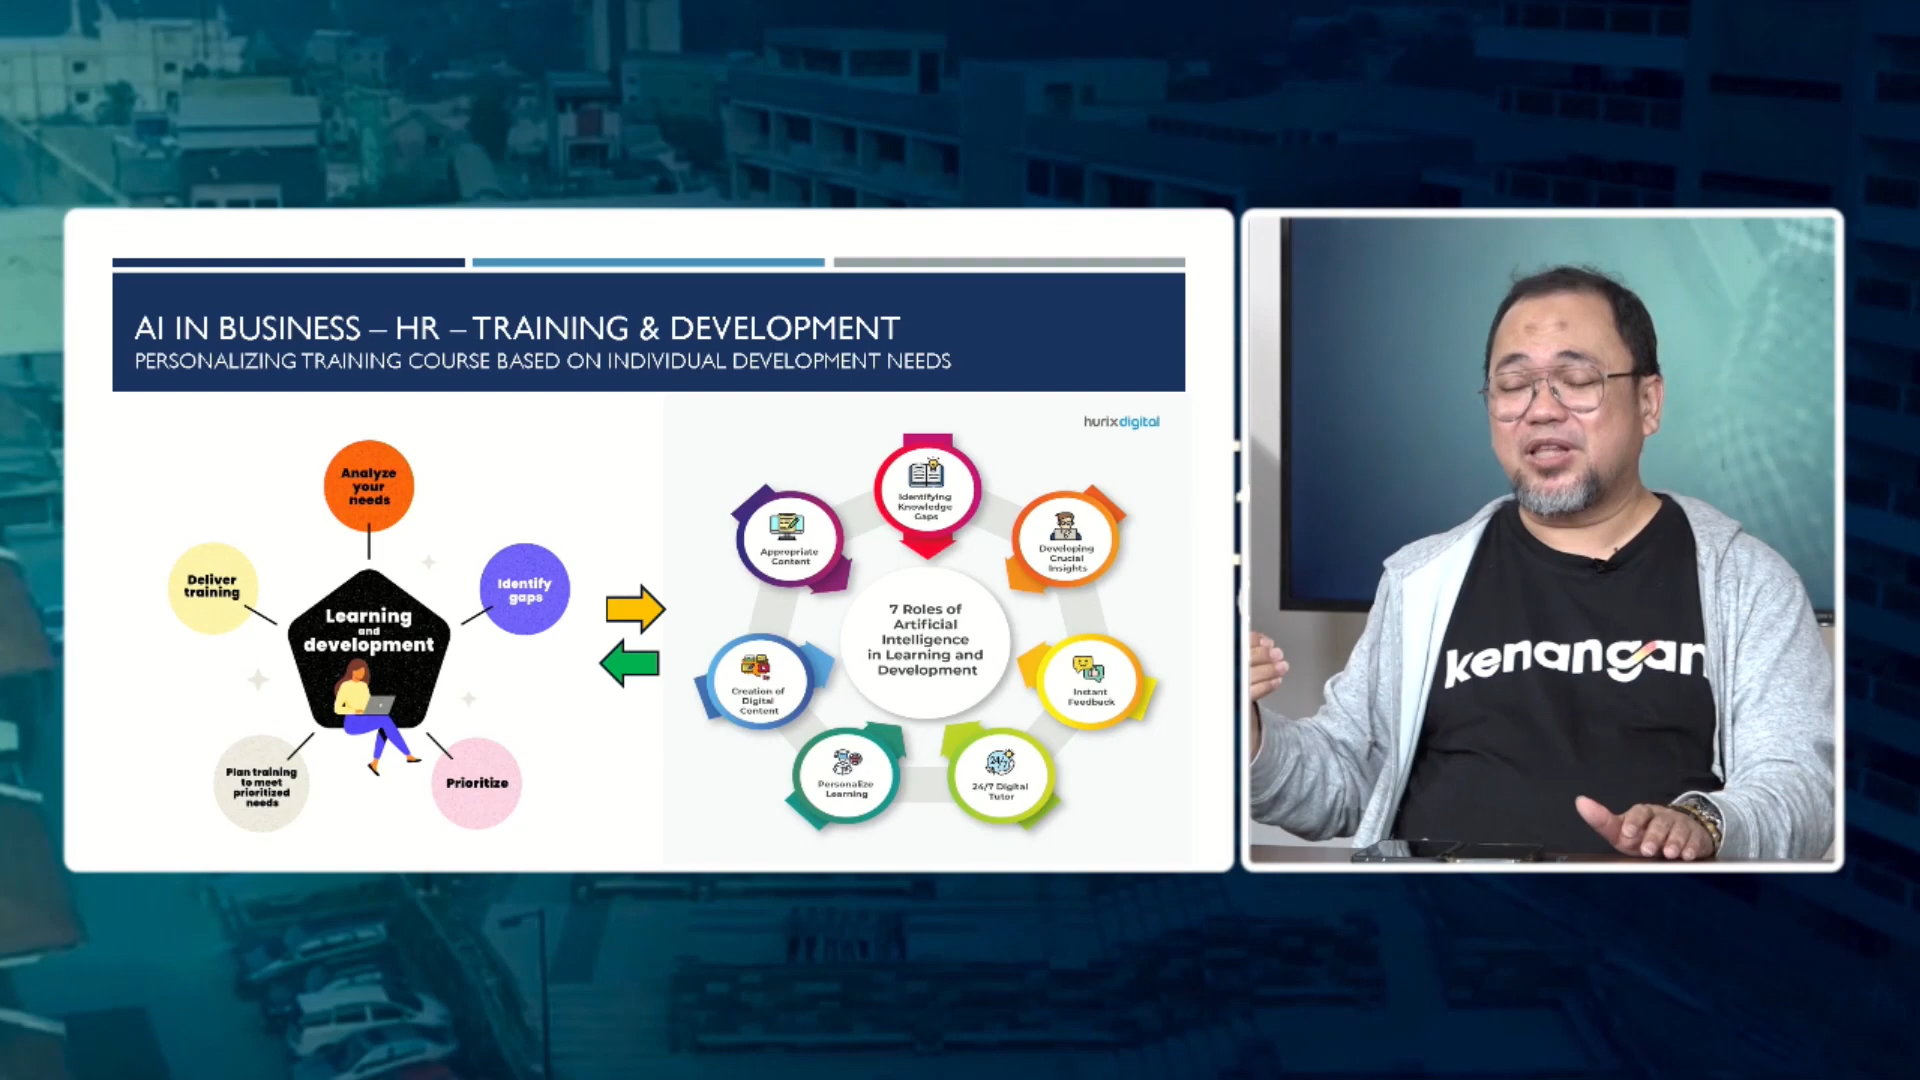 AI IN BUSINESS – HR – TRAINING & DEVELOPMENT
PERSONALIZING TRAINING COURSE BASED ON INDIVIDUAL DEVELOPMENT NEEDS
Analyze
your
needs
Deliver
training
Identify
gaps
Learning
and
development
Plan training
to meet
prioritized
needs
Prioritize
hurixdigital
Identifying
Knowledge
Gaps
Appropriate
Content
Developing
Crucial
Insights
7 Roles of
Artificial
Intelligence
in Learning and
Development
Creation of
Digital
Content
Instant
Feedback
Personalize
Learning
24/7
24/7 Digital
Tutor
kenangan